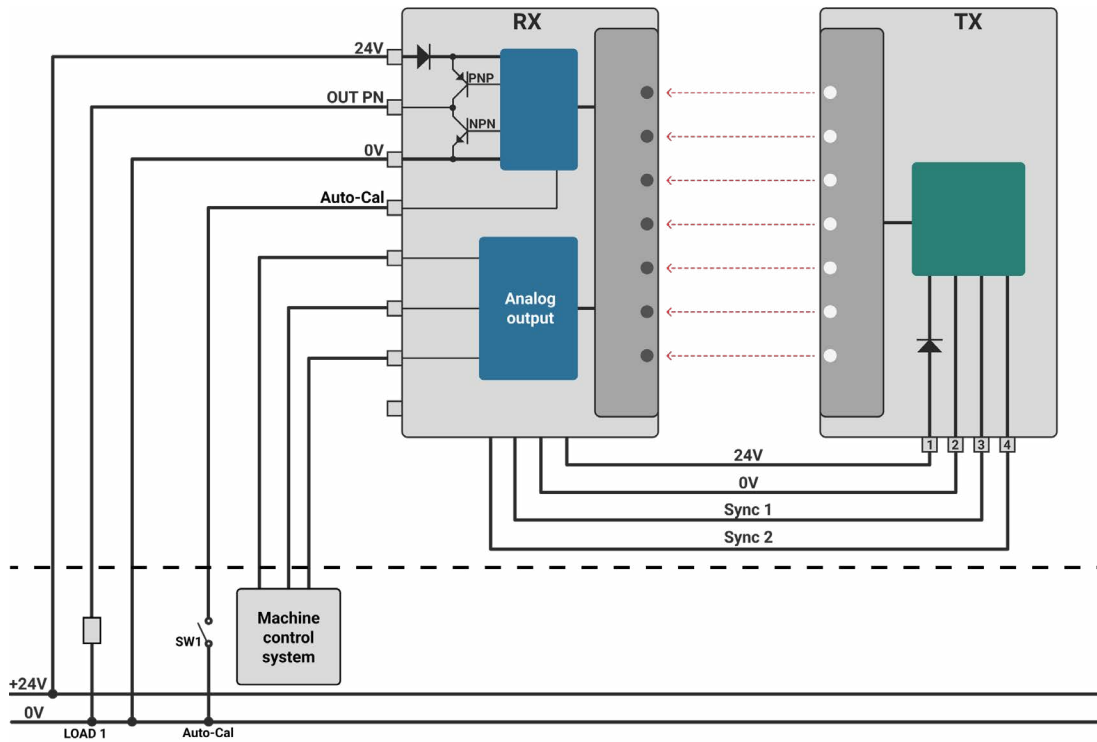 RX
TX
24V
PNP
OUT PN
NPN
0V
Auto-Cal
Analog
output
1
2
3
4
24V
0V
Sync 1
Sync 2
Machine
control
system
SW1
+24V
0V
LOAD 1
Auto-Cal